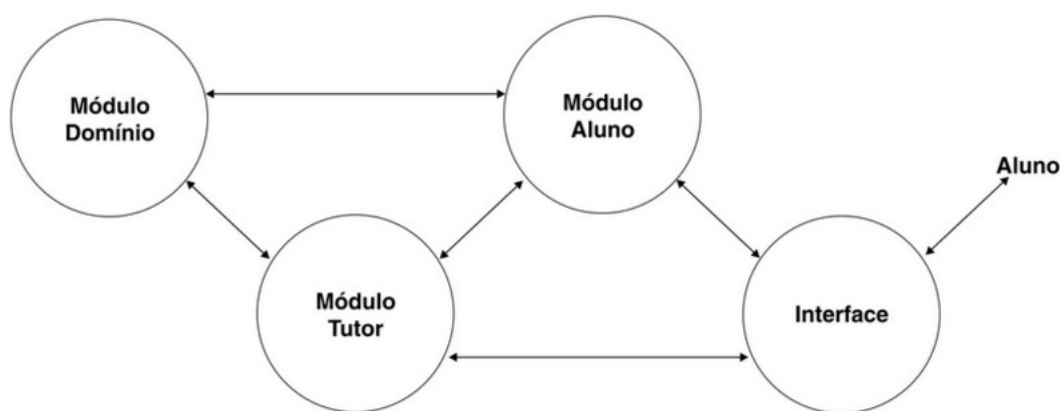 Módulo
Domínio
Módulo
Aluno
Aluno
Módulo
Tutor
Interface